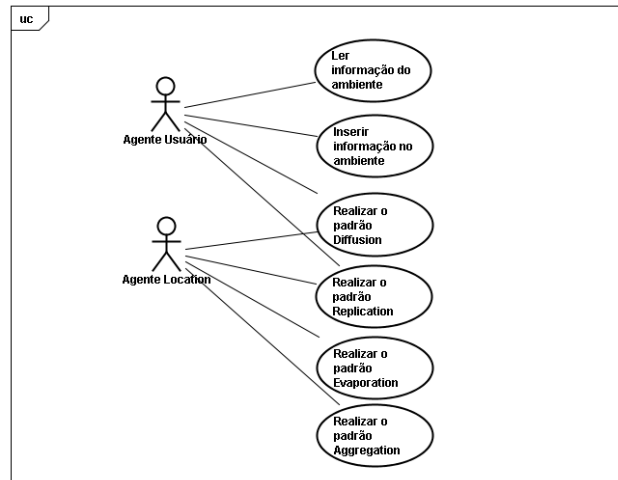 uc
Ler
informação do
ambiente
Agente Usuário
Inserir
informação no
ambiente
Realizar o
padrão
Diffusion
Agente Location
Realizar o
padrão
Replication
Realizar o
padrão
Evaporation
Realizar o
padrão
Aggregation